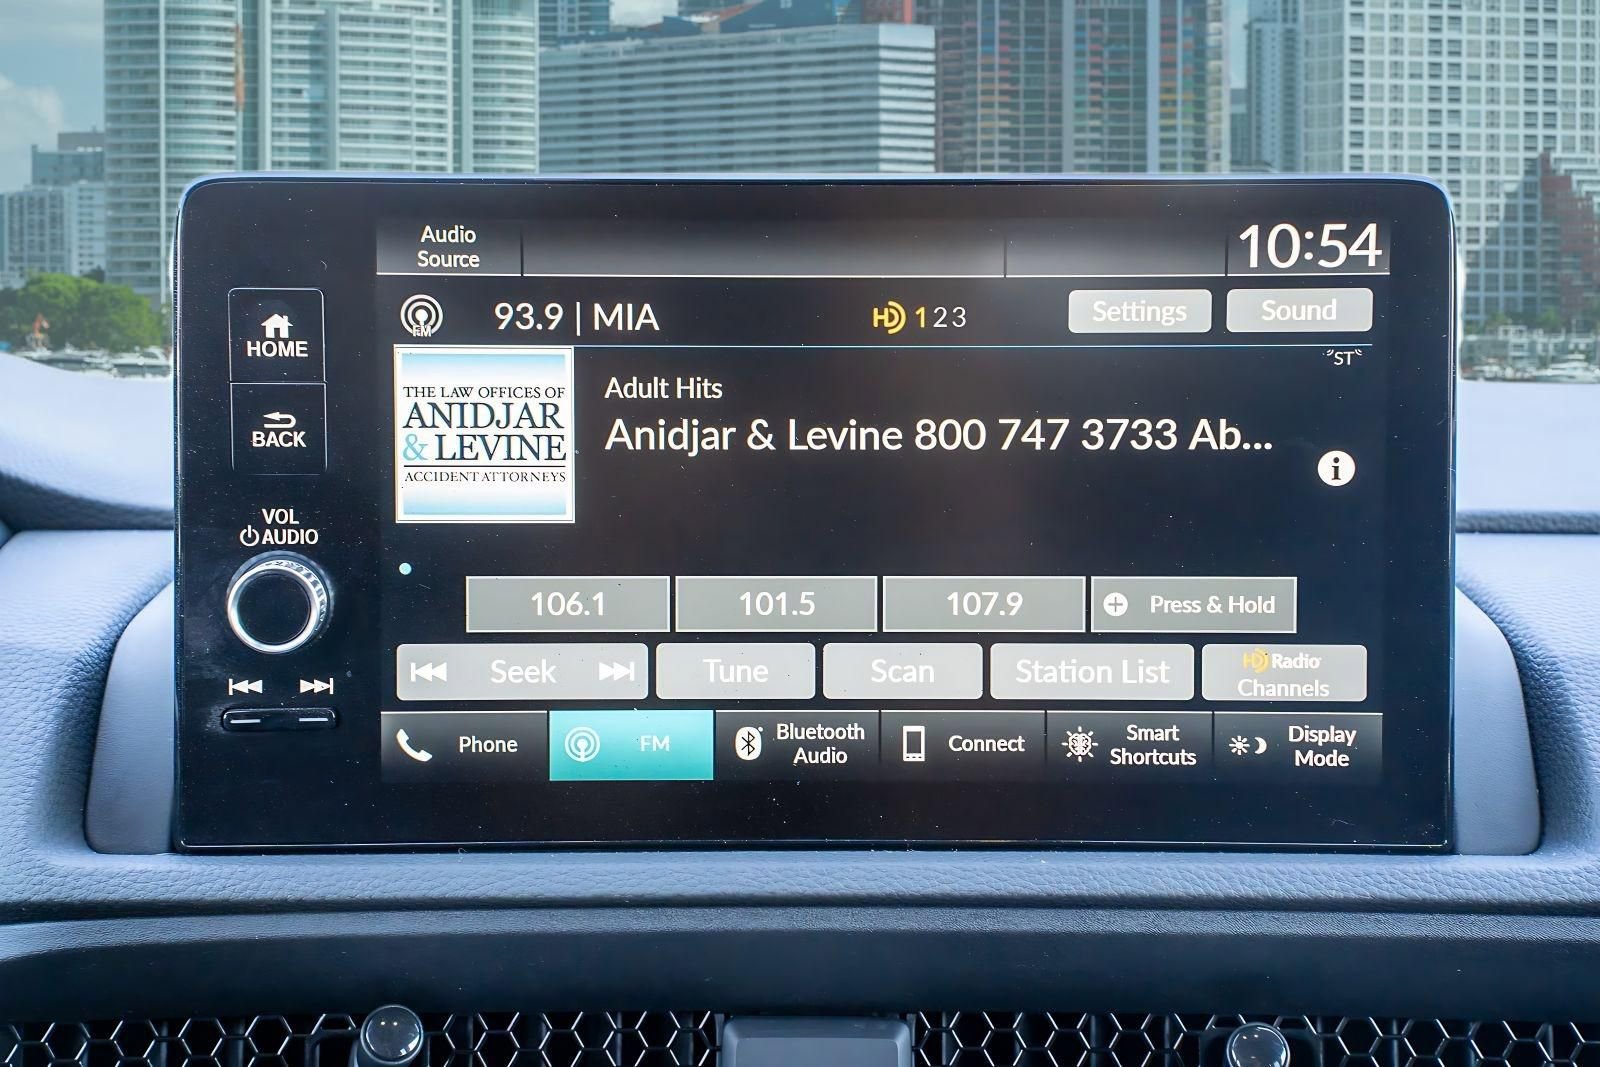 Audio
Source
10:54
FM
93.9 | MIA
HD 1 2 3
Settings
Sound
"ST"
HOME
BACK
VOL
AUDIO
THE LAW OFFICES OF
ANIDJAR
& LEVINE
ACCIDENT ATTORNEYS
Adult Hits
Anidjar & Levine 800 747 3733 Ab...
i
106.1
101.5
107.9
+ Press & Hold
Seek
Tune
Scan
Station List
HD Radio
Channels
Phone
FM
Bluetooth
Audio
Connect
Smart
Shortcuts
Display
Mode